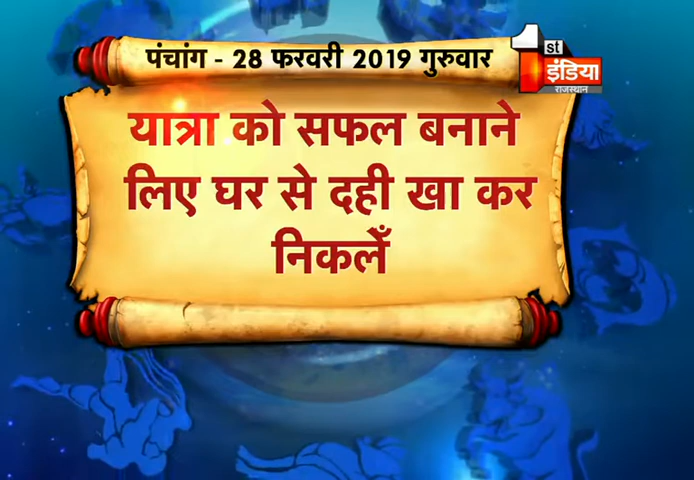 पंचांग - 28 फरवरी 2019 गुरुवार
1st
इंडिया
राजस्थान
यात्रा को सफल बनाने
लिए घर से दही खा कर
निकलेँ